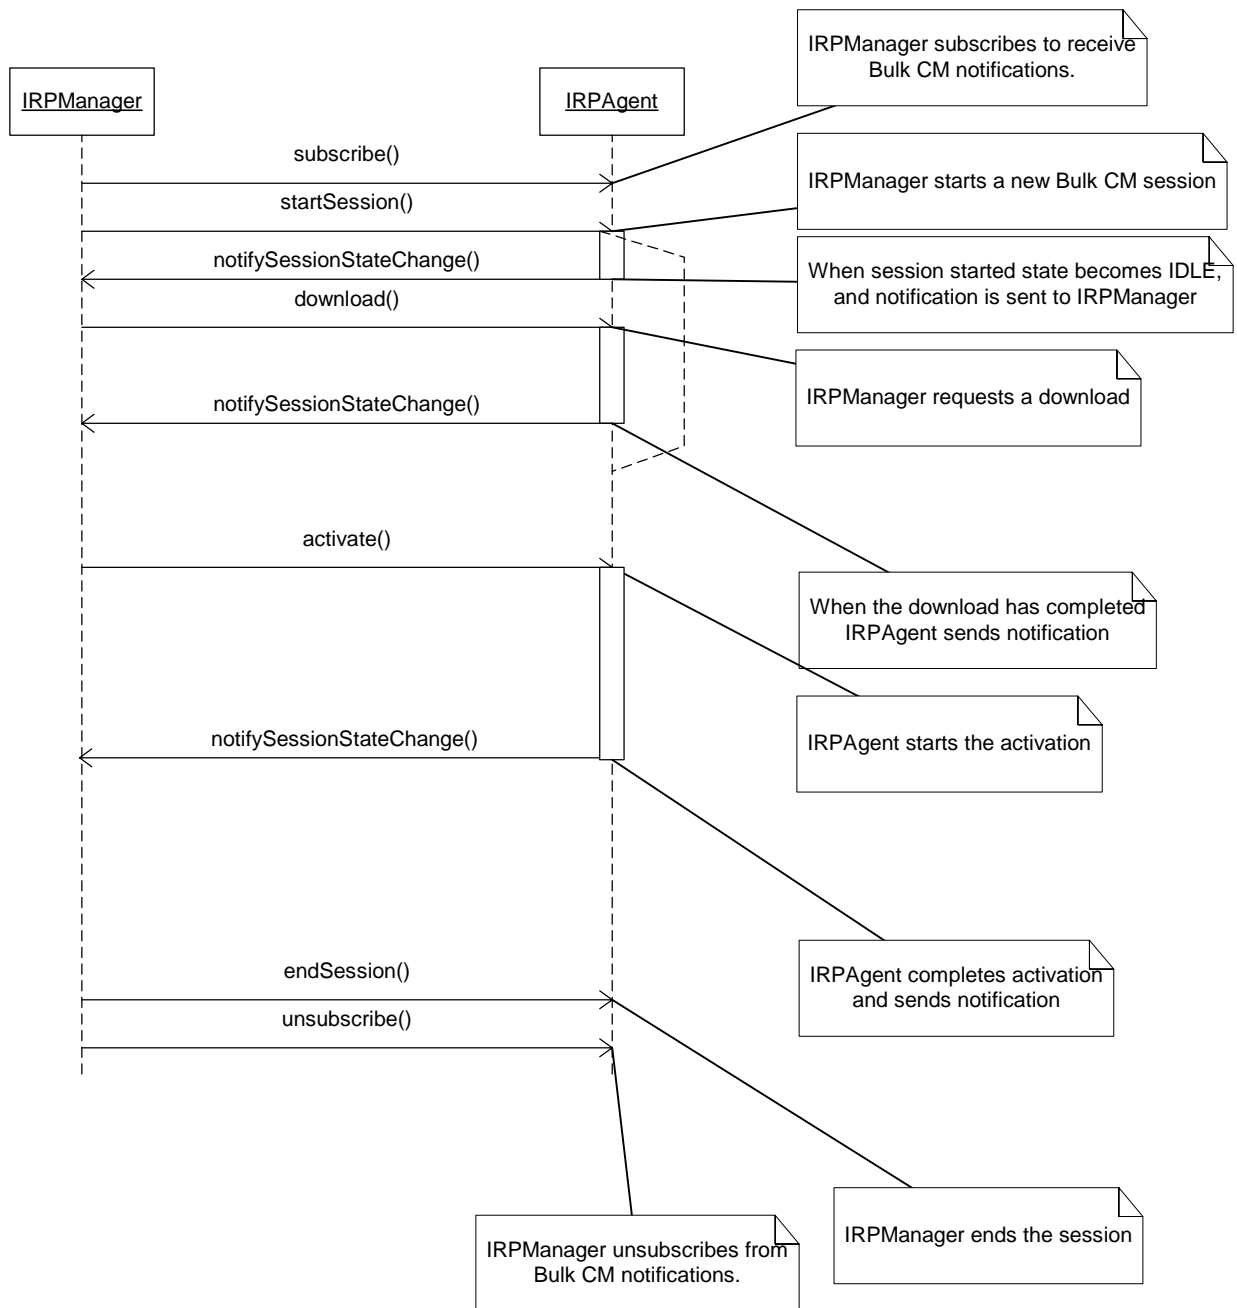 IRPManager subscribes to receive
Bulk CM notifications.
IRPManager
IRPAgent
subscribe()
IRPManager starts a new Bulk CM session
startSession()
notifySessionStateChange()
When session started state becomes IDLE,
and notification is sent to IRPManager
download()
IRPManager requests a download
notifySessionStateChange()
activate()
When the download has completed
IRPAgent sends notification
IRPAgent starts the activation
notifySessionStateChange()
IRPAgent completes activation
and sends notification
endSession()
unsubscribe()
IRPManager ends the session
IRPManager unsubscribes from
Bulk CM notifications.